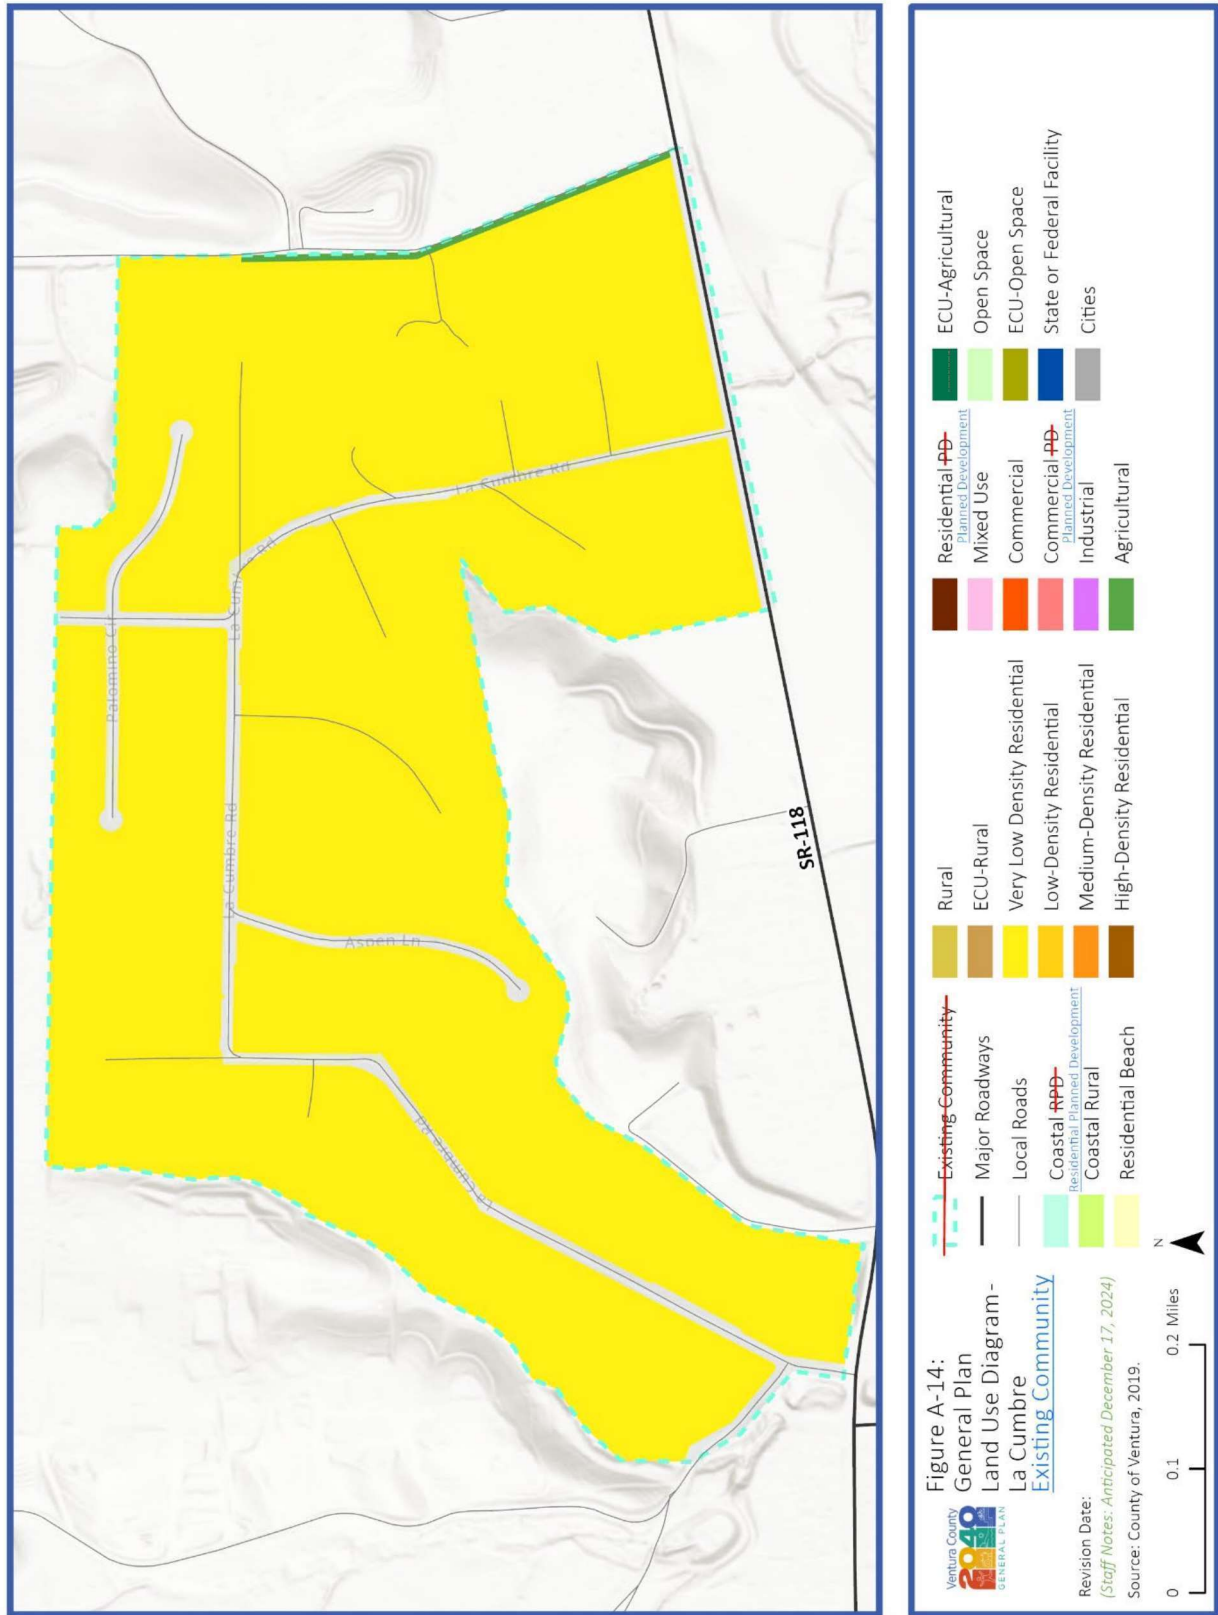 Palomino Cir
La Cumbre Rd
La Cumbre Rd
La Cumbre Rd
Aspen Ln
La Cumbre Rd
SR-118
Ventura County
2040
GENERAL PLAN
Figure A-14:
General Plan
Land Use Diagram -
La Cumbre
Existing Community
Revision Date:
(Staff Notes: Anticipated December 17, 2024)
Source: County of Ventura, 2019.
0 0.1 0.2 Miles
N
Existing Community
Major Roadways
Local Roads
Coastal RPD
Residential Planned Development
Coastal Rural
Residential Beach
Rural
ECU-Rural
Very Low Density Residential
Low-Density Residential
Medium-Density Residential
High-Density Residential
Residential PD
Planned Development
Mixed Use
Commercial
Commercial PD
Planned Development
Industrial
Agricultural
ECU-Agricultural
Open Space
ECU-Open Space
State or Federal Facility
Cities